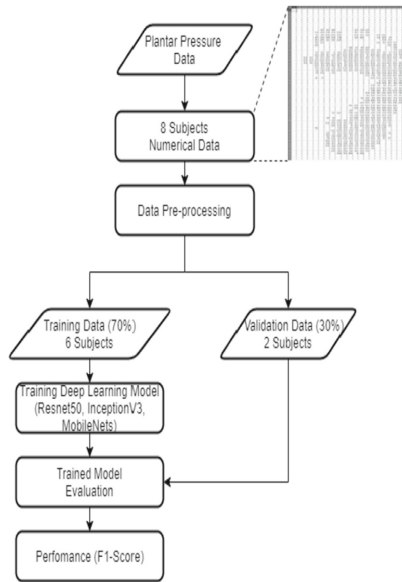 Plantar Pressure
Data
8 Subjects
Numerical Data
Data Pre-processing
Training Data (70%)
6 Subjects
Validation Data (30%)
2 Subjects
Training Deep Learning Model
(Resnet50, InceptionV3,
MobileNets)
Trained Model
Evaluation
Perfomance (F1-Score)